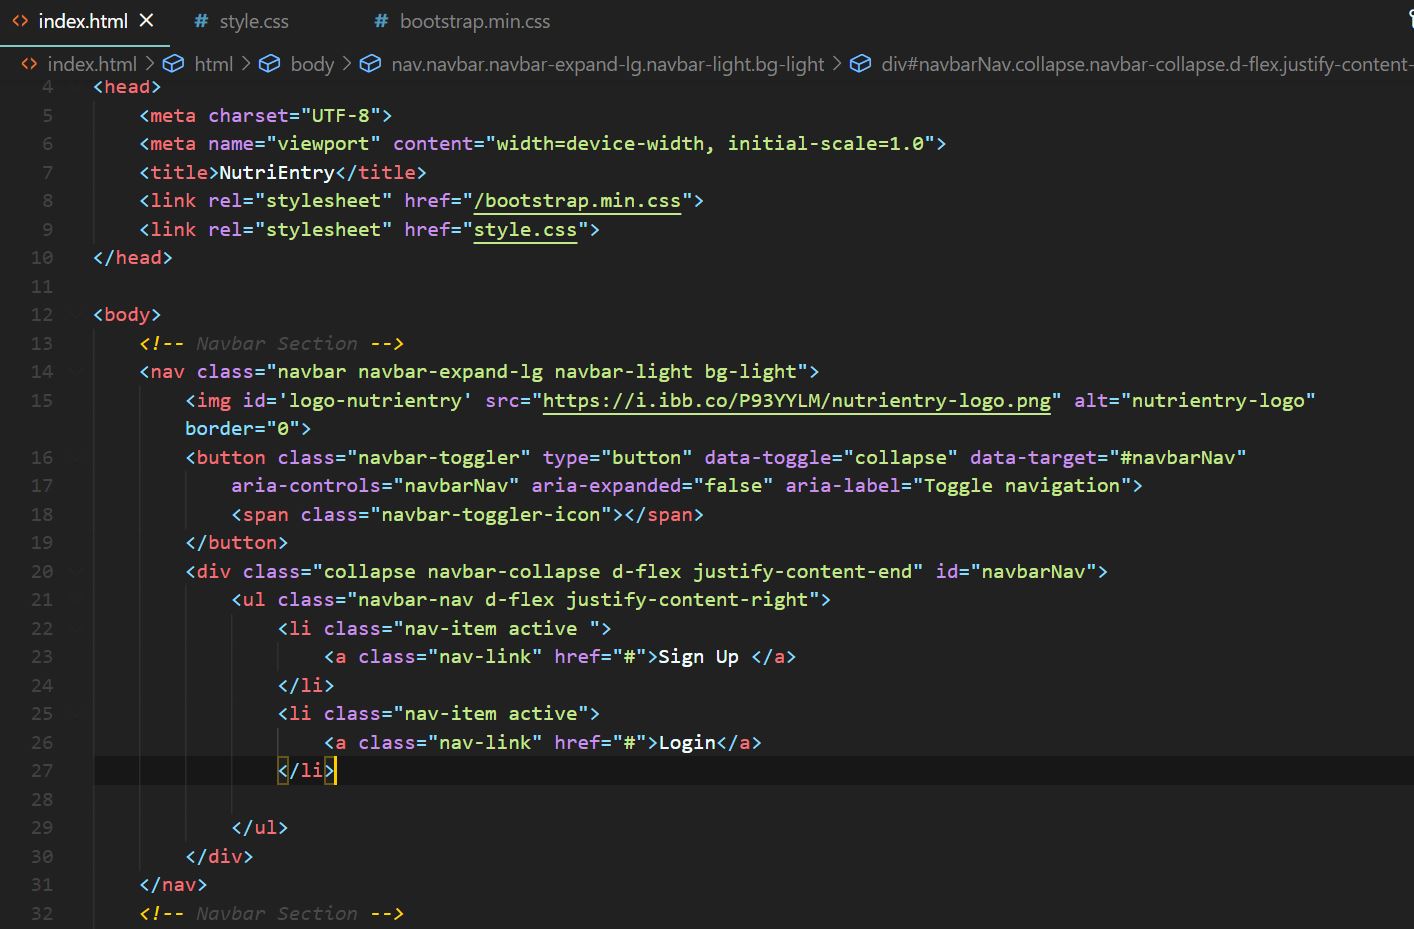 index.html × # style.css # bootstrap.min.css
index.html > html > body > nav.navbar.navbar-expand-lg.navbar-light.bg-light > div#navbarNav.collapse.navbar-collapse.d-flex.justify-content-
4 <head>
5 <meta charset="UTF-8">
6 <meta name="viewport" content="width=device-width, initial-scale=1.0">
7 <title>NutriEntry</title>
8 <link rel="stylesheet" href="/bootstrap.min.css">
9 <link rel="stylesheet" href="style.css">
10 </head>
11
12 <body>
13 <!-- Navbar Section -->
14 <nav class="navbar navbar-expand-lg navbar-light bg-light">
15 <img id='logo-nutrientry' src="https://i.ibb.co/P93YYLM/nutrientry-logo.png" alt="nutrientry-logo"
border="0">
16 <button class="navbar-toggler" type="button" data-toggle="collapse" data-target="#navbarNav"
17 aria-controls="navbarNav" aria-expanded="false" aria-label="Toggle navigation">
18 <span class="navbar-toggler-icon"></span>
19 </button>
20 <div class="collapse navbar-collapse d-flex justify-content-end" id="navbarNav">
21 <ul class="navbar-nav d-flex justify-content-right">
22 <li class="nav-item active ">
23 <a class="nav-link" href="#">Sign Up </a>
24 </li>
25 <li class="nav-item active">
26 <a class="nav-link" href="#">Login</a>
27 </li>
28
29 </ul>
30 </div>
31 </nav>
32 <!-- Navbar Section -->